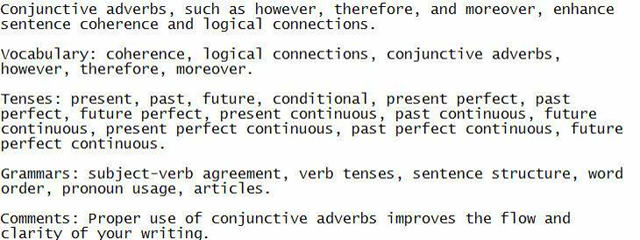 Conjunctive adverbs, such as however, therefore, and moreover, enhance
sentence coherence and logical connections.
Vocabulary: coherence, logical connections, conjunctive adverbs,
however, therefore, moreover.
Tenses: present, past, future, conditional, present perfect, past
perfect, future perfect, present continuous, past continuous, future
continuous, present perfect continuous, past perfect continuous, future
perfect continuous.
Grammars: subject-verb agreement, verb tenses, sentence structure, word
order, pronoun usage, articles.
Comments: Proper use of conjunctive adverbs improves the flow and
clarity of your writing.